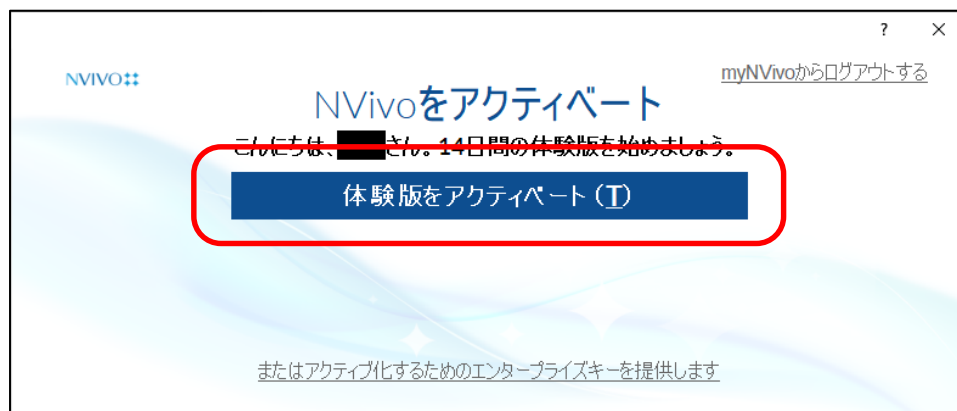 ?
NVIVO
myNVivoからログアウトする
NVivoをアクティベート
こんにちは、さん。14日間の体験版を始めましょう。
体験版をアクティベート (T)
またはアクティブ化するためのエンタープライズキーを提供します